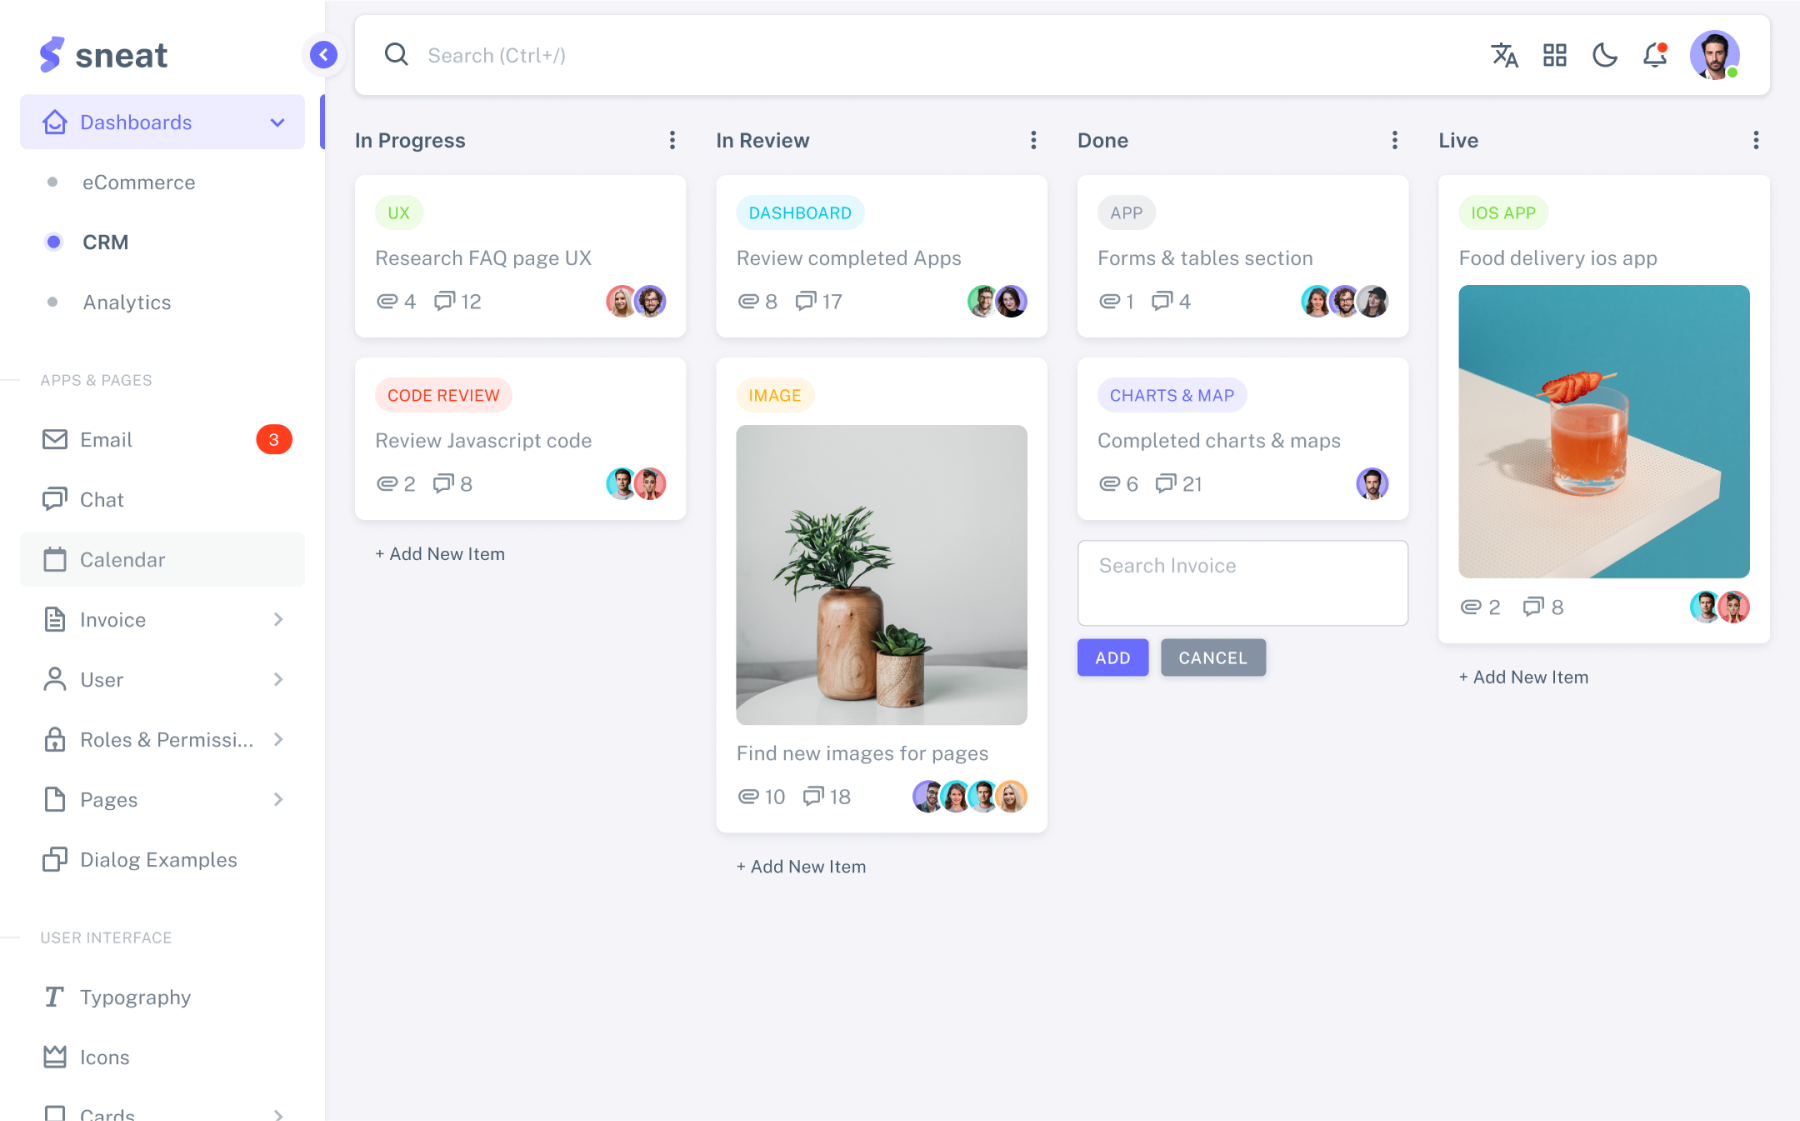 sneat
Search (Ctrl+/)
Dashboards
eCommerce
CRM
Analytics
APPS & PAGES
Email 3
Chat
Calendar
Invoice
User
Roles & Permissi...
Pages
Dialog Examples
USER INTERFACE
Typography
Icons
Cards
In Progress
UX
Research FAQ page UX
4 12
CODE REVIEW
Review Javascript code
2 8
+ Add New Item
In Review
DASHBOARD
Review completed Apps
8 17
IMAGE
Find new images for pages
10 18
+ Add New Item
Done
APP
Forms & tables section
1 4
CHARTS & MAP
Completed charts & maps
6 21
Search Invoice
ADD CANCEL
Live
IOS APP
Food delivery ios app
2 8
+ Add New Item